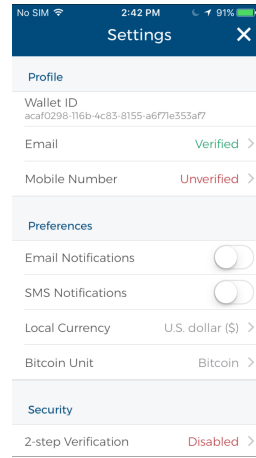 No SIM 2:42 PM 91%
Settings
Profile
Wallet ID
acaf0298-116b-4c83-8155-a6f71e353af7
Email Verified
Mobile Number Unverified
Preferences
Email Notifications
SMS Notifications
Local Currency U.S. dollar ($)
Bitcoin Unit Bitcoin
Security
2-step Verification Disabled